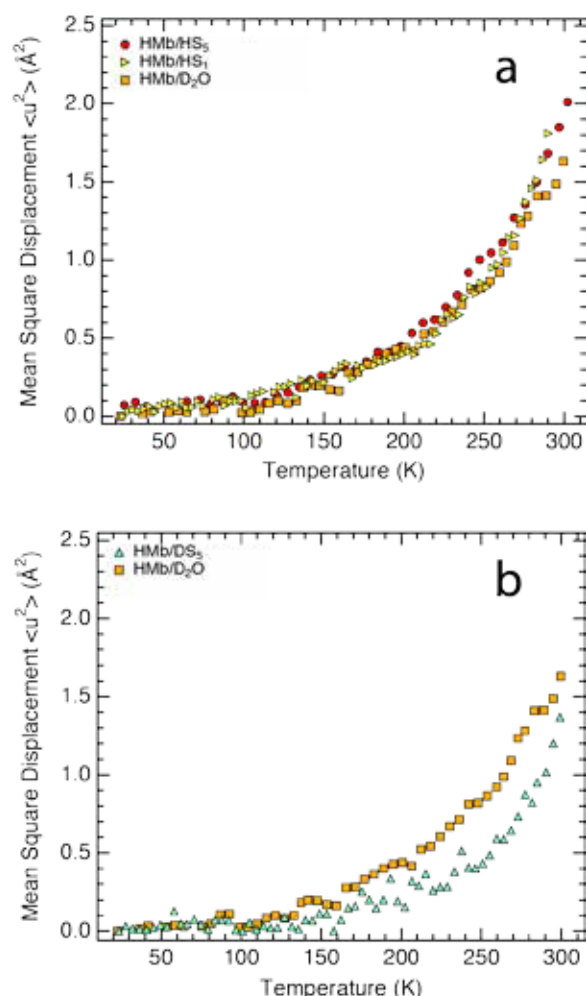 2.5
2.0
1.5
1.0
0.5
0.0
Mean Square Displacement <u²> (Å²)
HMb/HS₅
HMb/HS₁
HMb/D₂O
a
50 100 150 200 250 300
Temperature (K)
2.5
2.0
1.5
1.0
0.5
0.0
Mean Square Displacement <u²> (Å²)
HMb/DS₅
HMb/D₂O
b
50 100 150 200 250 300
Temperature (K)